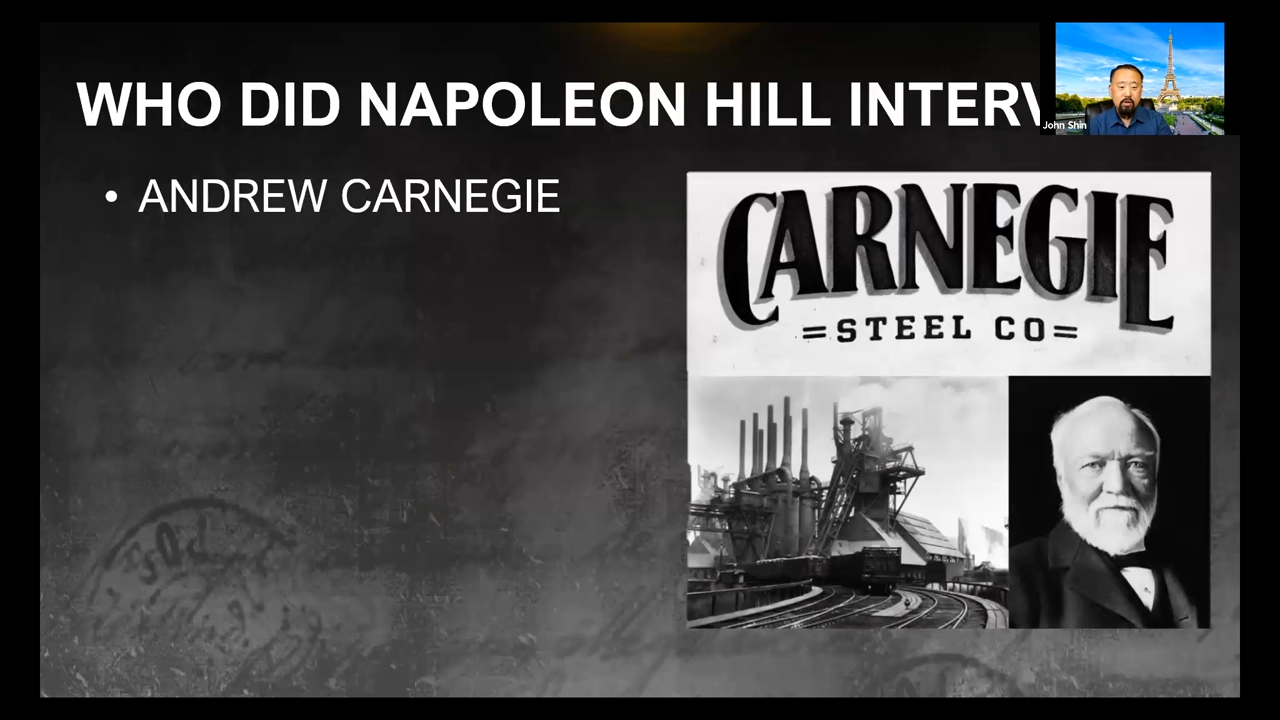 WHO DID NAPOLEON HILL INTERV
John Shin
• ANDREW CARNEGIE
CARNEGIE
=STEEL CO=